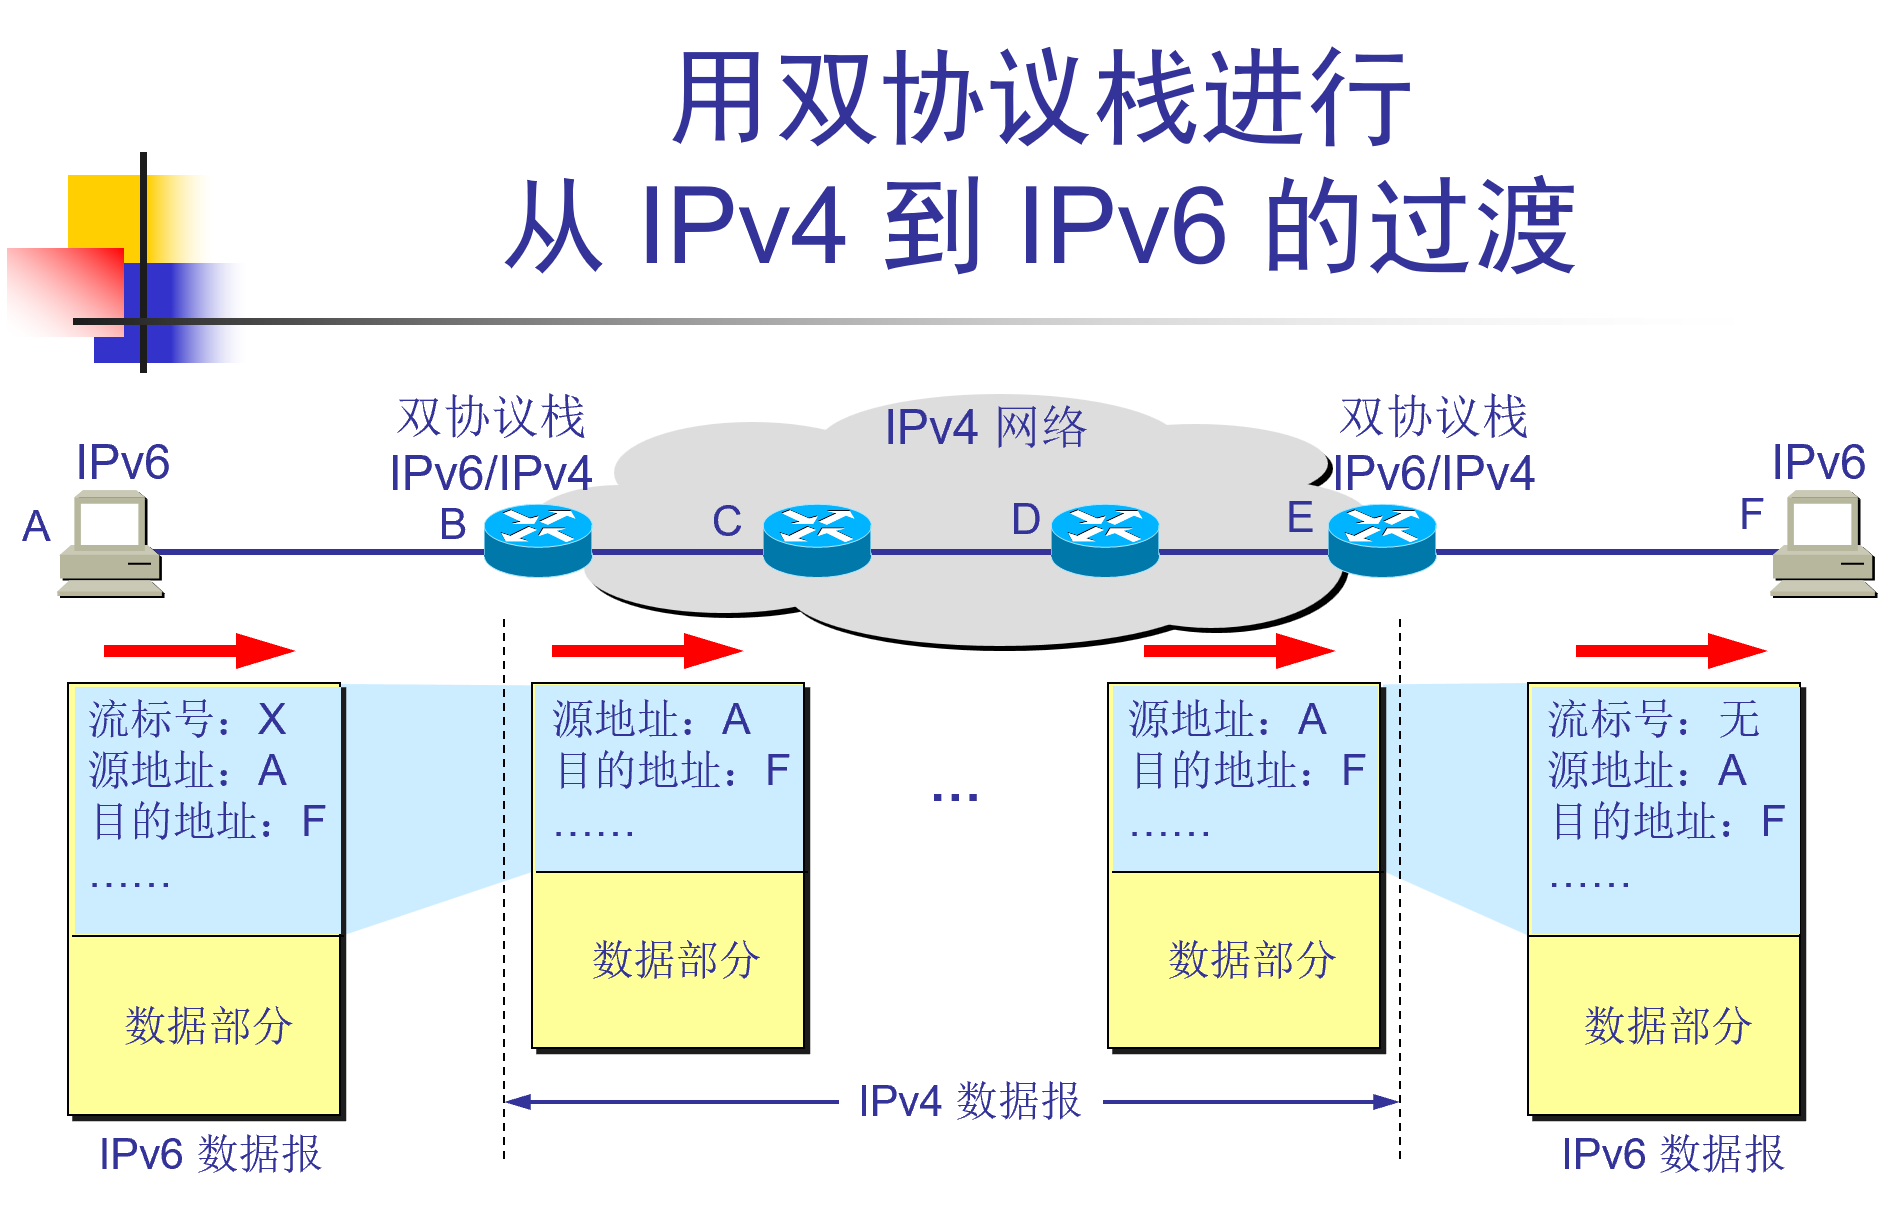 用双协议栈进行
从 IPv4 到 IPv6 的过渡
双协议栈
IPv6/IPv4
IPv4 网络
双协议栈
IPv6/IPv4
IPv6
IPv6
A
B
C
D
E
F
流标号：X
源地址：A
目的地址：F
……
数据部分
IPv6 数据报
源地址：A
目的地址：F
……
数据部分
…
IPv4 数据报
源地址：A
目的地址：F
……
数据部分
流标号：无
源地址：A
目的地址：F
……
数据部分
IPv6 数据报